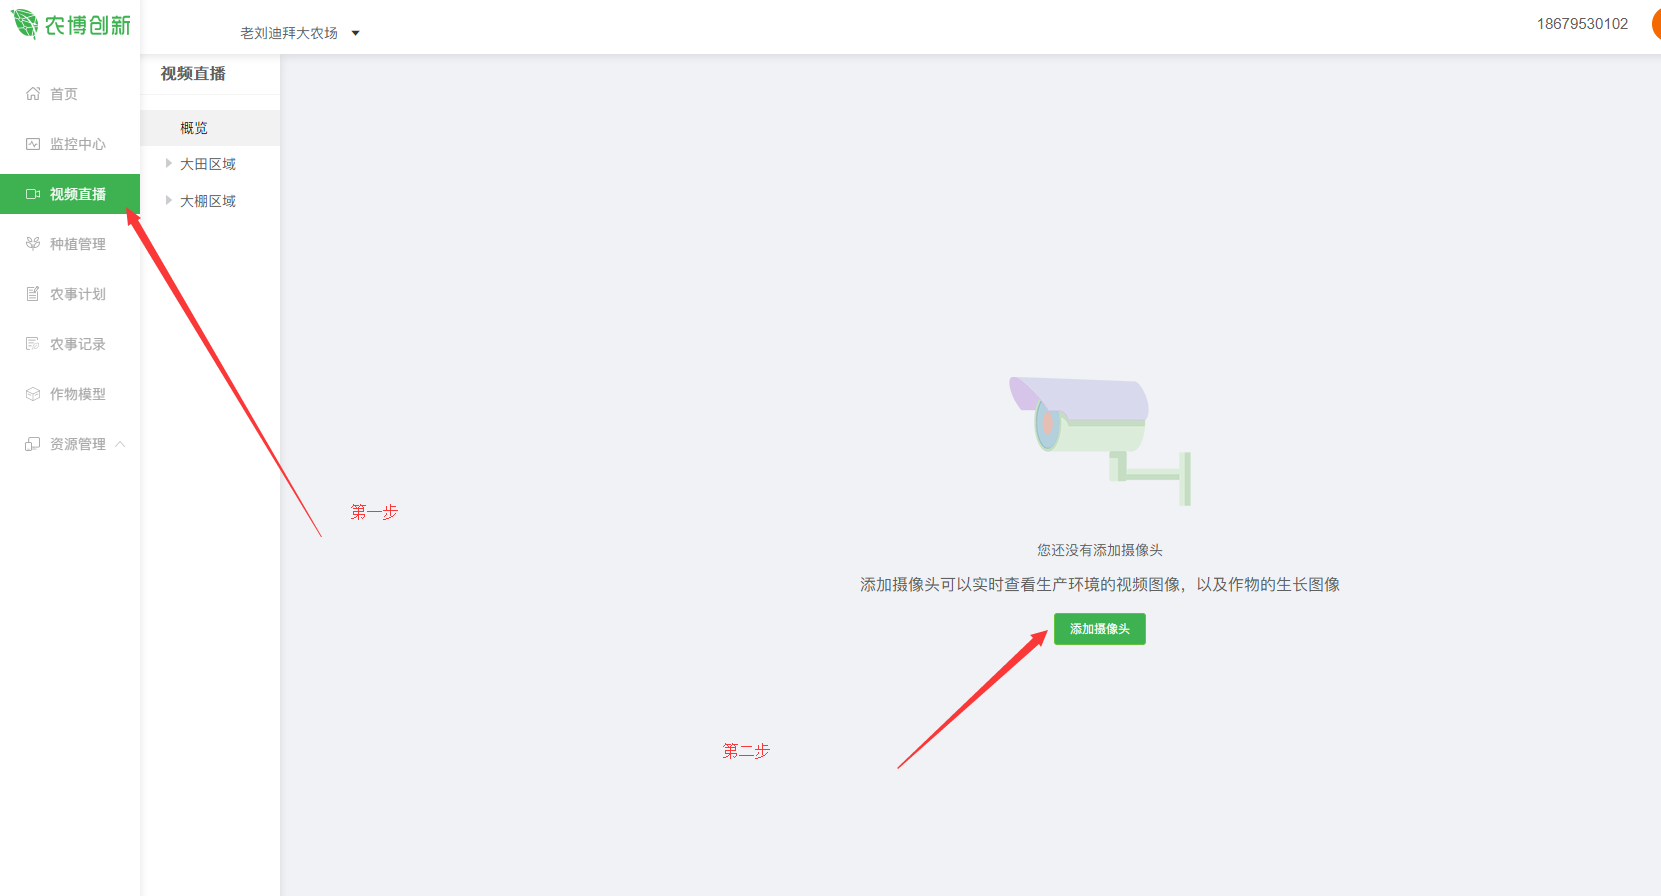 农博创新
老刘迪拜大农场
18679530102
首页
监控中心
视频直播
种植管理
农事计划
农事记录
作物模型
资源管理
视频直播
概览
大田区域
大棚区域
第一步
您还没有添加摄像头
添加摄像头可以实时查看生产环境的视频图像，以及作物的生长图像
添加摄像头
第二步